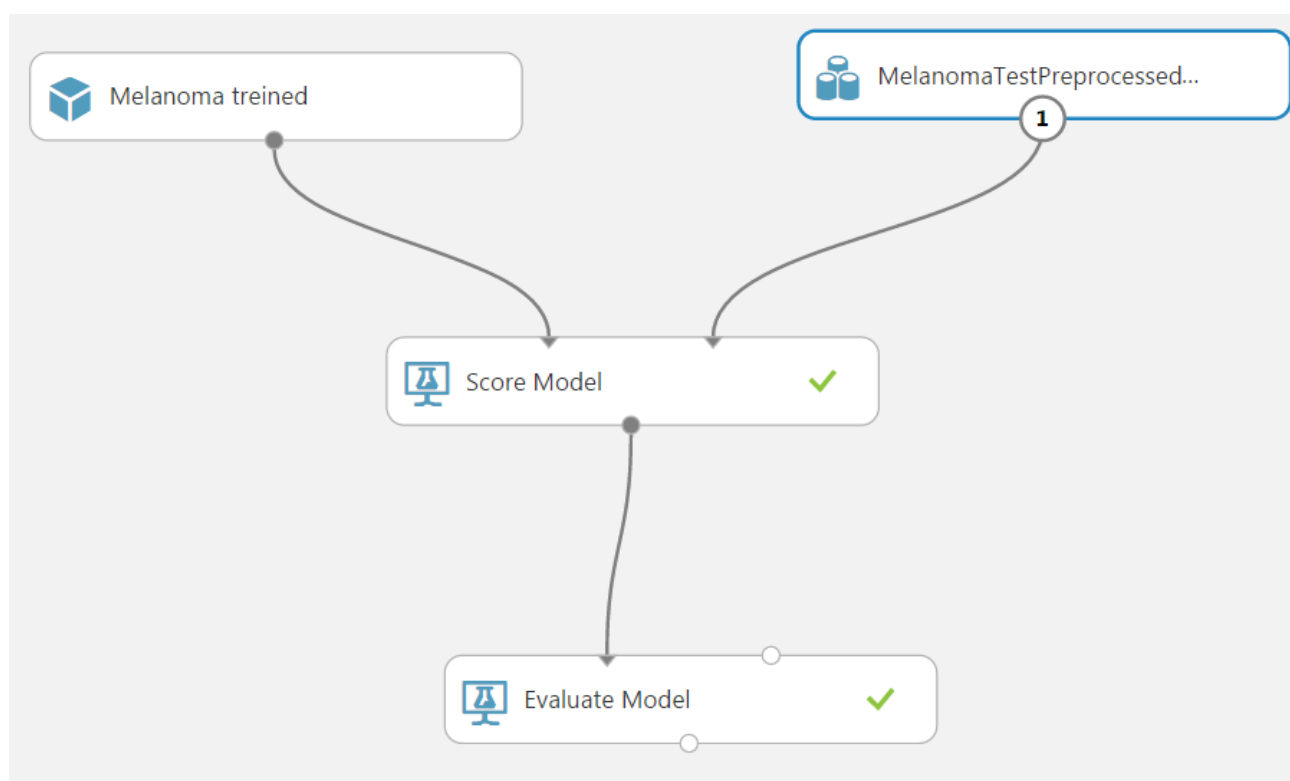 Melanoma treined
MelanomaTestPreprocessed...
1
Score Model
Evaluate Model